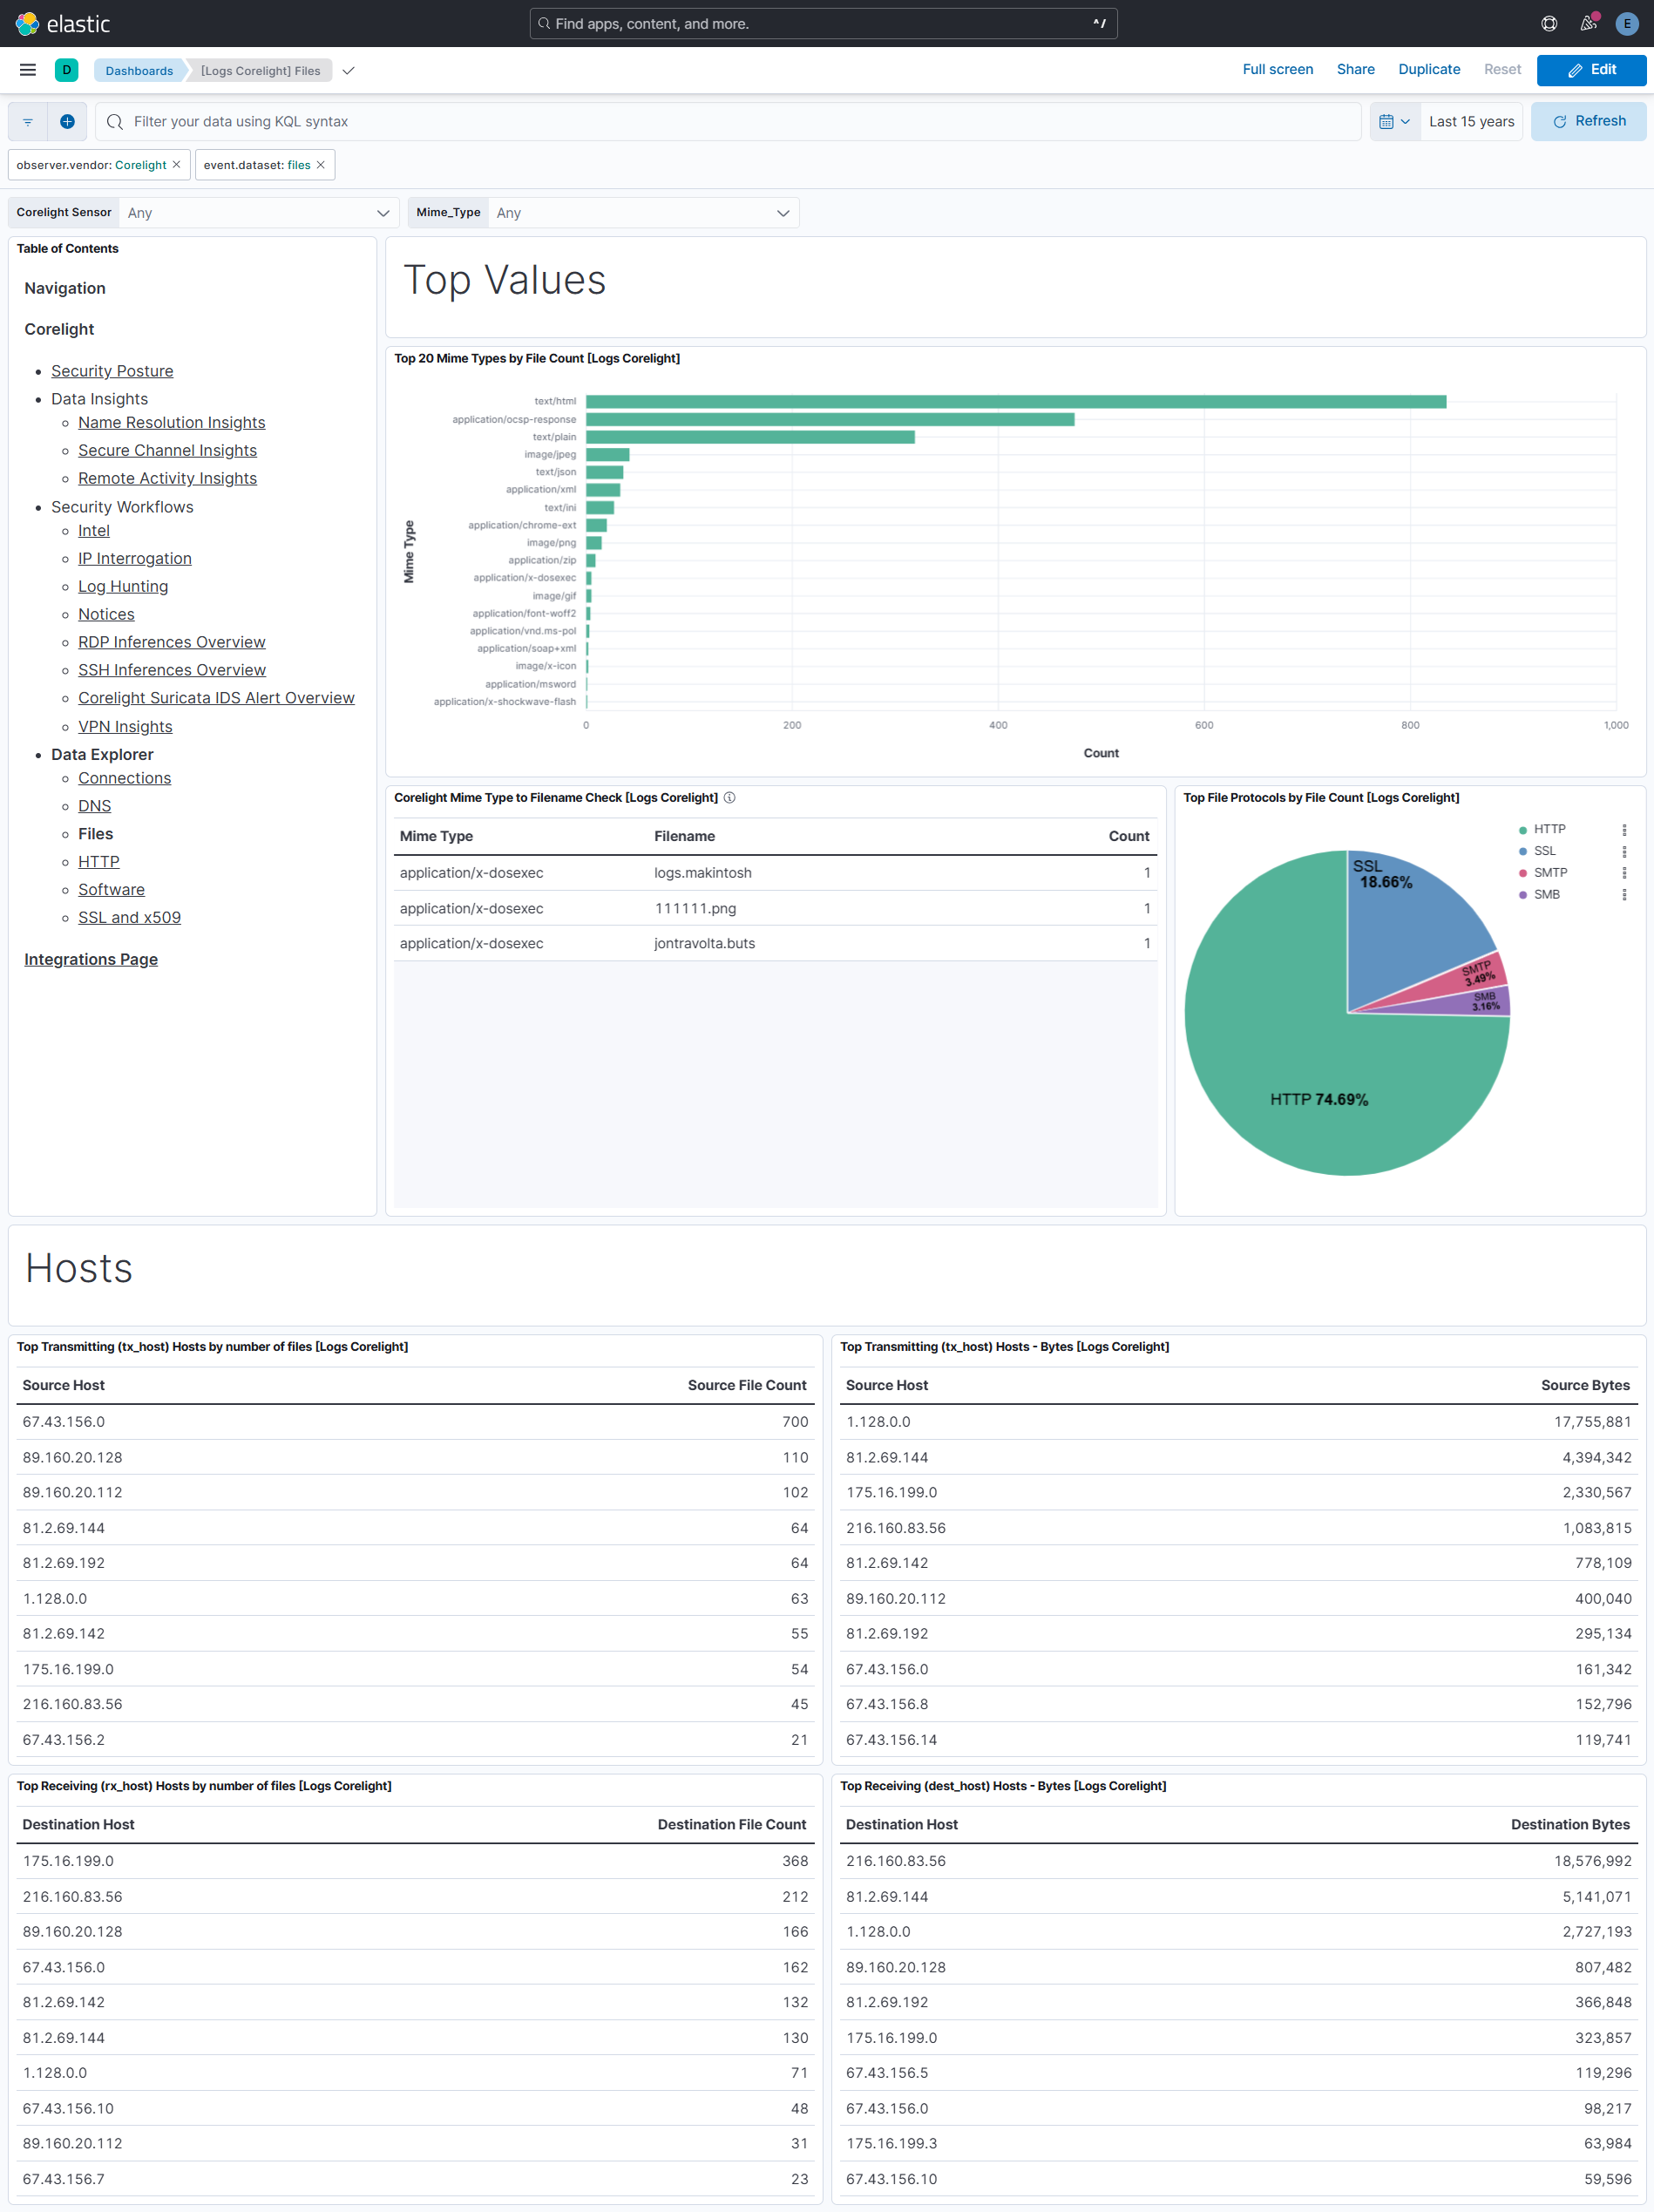 elastic
Find apps, content, and more.
^/
E
D
Dashboards
[Logs Corelight] Files
Full screen
Share
Duplicate
Reset
Edit
Filter your data using KQL syntax
Last 15 years
Refresh
observer.vendor: Corelight ×
event.dataset: files ×
Corelight Sensor
Any
Mime_Type
Any
Table of Contents
Navigation
Corelight
Security Posture
Data Insights
Name Resolution Insights
Secure Channel Insights
Remote Activity Insights
Security Workflows
Intel
IP Interrogation
Log Hunting
Notices
RDP Inferences Overview
SSH Inferences Overview
Corelight Suricata IDS Alert Overview
VPN Insights
Data Explorer
Connections
DNS
Files
HTTP
Software
SSL and x509
Integrations Page
Top Values
Top 20 Mime Types by File Count [Logs Corelight]
Mime Type
text/html
application/ocsp-response
text/plain
image/jpeg
text/json
application/xml
text/ini
application/chrome-ext
image/png
application/zip
application/x-dosexec
image/gif
application/font-woff2
application/vnd.ms-pol
application/soap+xml
image/x-icon
application/msword
application/x-shockwave-flash
0 200 400 600 800 1,000
Count
Corelight Mime Type to Filename Check [Logs Corelight]
Mime Type Filename Count
application/x-dosexec logs.makintosh 1
application/x-dosexec 111111.png 1
application/x-dosexec jontravolta.buts 1
Top File Protocols by File Count [Logs Corelight]
HTTP
SSL
SMTP
SMB
SSL
18.66%
SMTP
3.49%
SMB
3.16%
HTTP 74.69%
Hosts
Top Transmitting (tx_host) Hosts by number of files [Logs Corelight]
Source Host Source File Count
67.43.156.0 700
89.160.20.128 110
89.160.20.112 102
81.2.69.144 64
81.2.69.192 64
1.128.0.0 63
81.2.69.142 55
175.16.199.0 54
216.160.83.56 45
67.43.156.2 21
Top Transmitting (tx_host) Hosts - Bytes [Logs Corelight]
Source Host Source Bytes
1.128.0.0 17,755,881
81.2.69.144 4,394,342
175.16.199.0 2,330,567
216.160.83.56 1,083,815
81.2.69.142 778,109
89.160.20.112 400,040
81.2.69.192 295,134
67.43.156.0 161,342
67.43.156.8 152,796
67.43.156.14 119,741
Top Receiving (rx_host) Hosts by number of files [Logs Corelight]
Destination Host Destination File Count
175.16.199.0 368
216.160.83.56 212
89.160.20.128 166
67.43.156.0 162
81.2.69.142 132
81.2.69.144 130
1.128.0.0 71
67.43.156.10 48
89.160.20.112 31
67.43.156.7 23
Top Receiving (dest_host) Hosts - Bytes [Logs Corelight]
Destination Host Destination Bytes
216.160.83.56 18,576,992
81.2.69.144 5,141,071
1.128.0.0 2,727,193
89.160.20.128 807,482
81.2.69.192 366,848
175.16.199.0 323,857
67.43.156.5 119,296
67.43.156.0 98,217
175.16.199.3 63,984
67.43.156.10 59,596